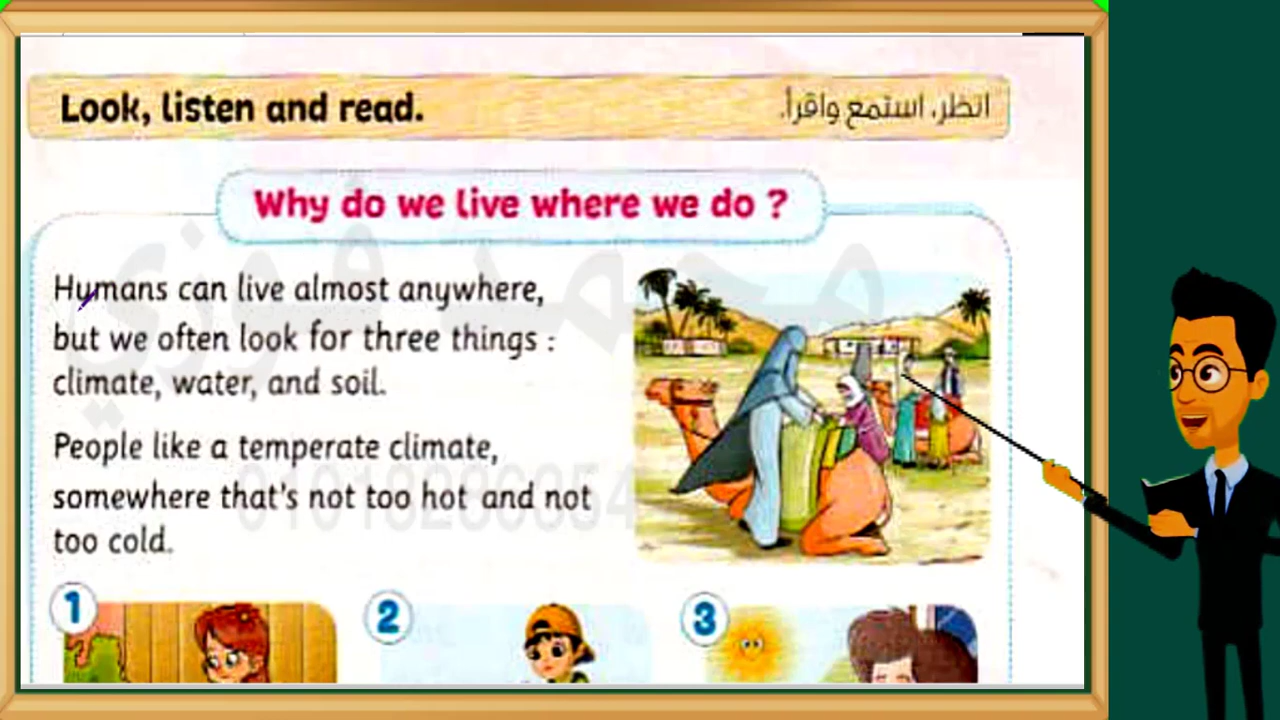 Look, listen and read.
انظر، استمع واقرأ.
Why do we live where we do ?
Humans can live almost anywhere,
but we often look for three things :
climate, water, and soil.
People like a temperate climate,
somewhere that's not too hot and not
too cold.
1
2
3
محمد فوزي